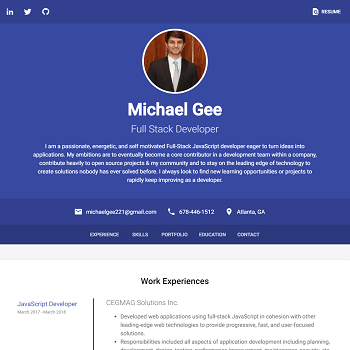 in
RESUME
Michael Gee
Full Stack Developer
I am a passionate, energetic, and self motivated Full-Stack JavaScript developer eager to turn ideas into
applications. My ambitions are to eventually become a core contributor in a development team within a company,
contribute heavily to open source projects & my community and to stay on the leading edge of technology to
create solutions nobody has ever solved before. I always look to find new learning opportunities or projects to
rapidly keep improving as a developer.
michaelgee221@gmail.com 678-446-1512 Atlanta, GA
EXPERIENCE SKILLS PORTFOLIO EDUCATION CONTACT
Work Experiences
JavaScript Developer
March 2017 - March 2018
CEGMAG Solutions Inc.
Developed web applications using full-stack JavaScript in cohesion with other
leading-edge web technologies to provide progressive, fast, and user-focused
solutions.
Responsibilities included all aspects of application development including planning,